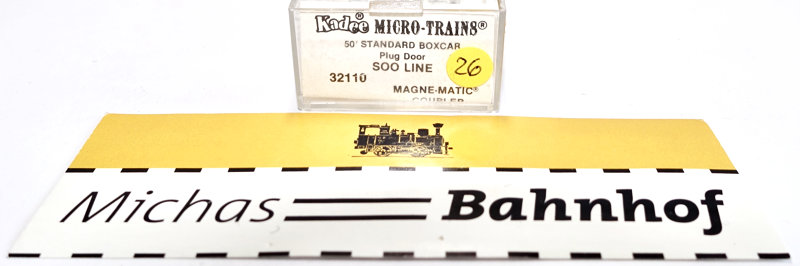 Kadee® MICRO-TRAINS®
50' STANDARD BOXCAR
Plug Door
SOO LINE
32110
26
MAGNE-MATIC®
COUPLER
Michas Bahnhof